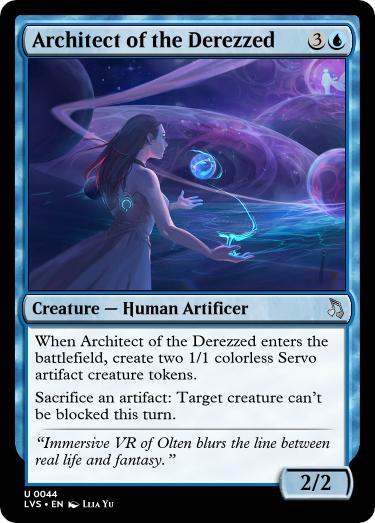 Architect of the Derezzed 3
Creature — Human Artificer
When Architect of the Derezzed enters the
battlefield, create two 1/1 colorless Servo
artifact creature tokens.
Sacrifice an artifact: Target creature can't
be blocked this turn.
“Immersive VR of Olten blurs the line between
real life and fantasy.”
2/2
U 0044
LVS • EN Llia Yu